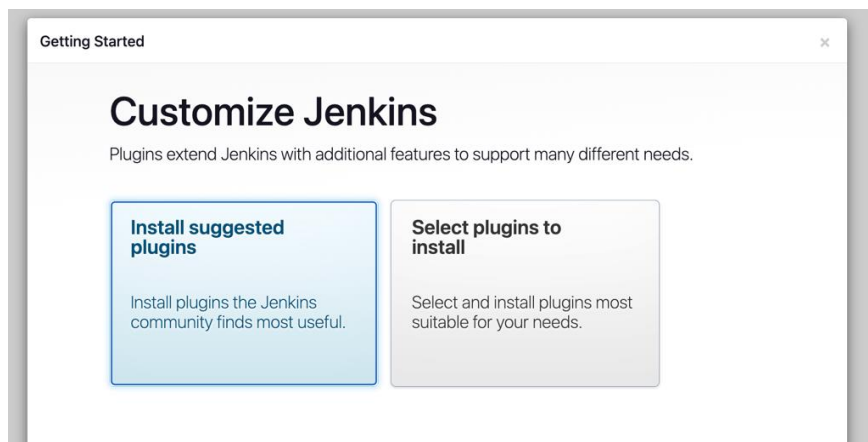 Getting Started
×
Customize Jenkins
Plugins extend Jenkins with additional features to support many different needs.
Install suggested
plugins
Install plugins the Jenkins
community finds most useful.
Select plugins to
install
Select and install plugins most
suitable for your needs.